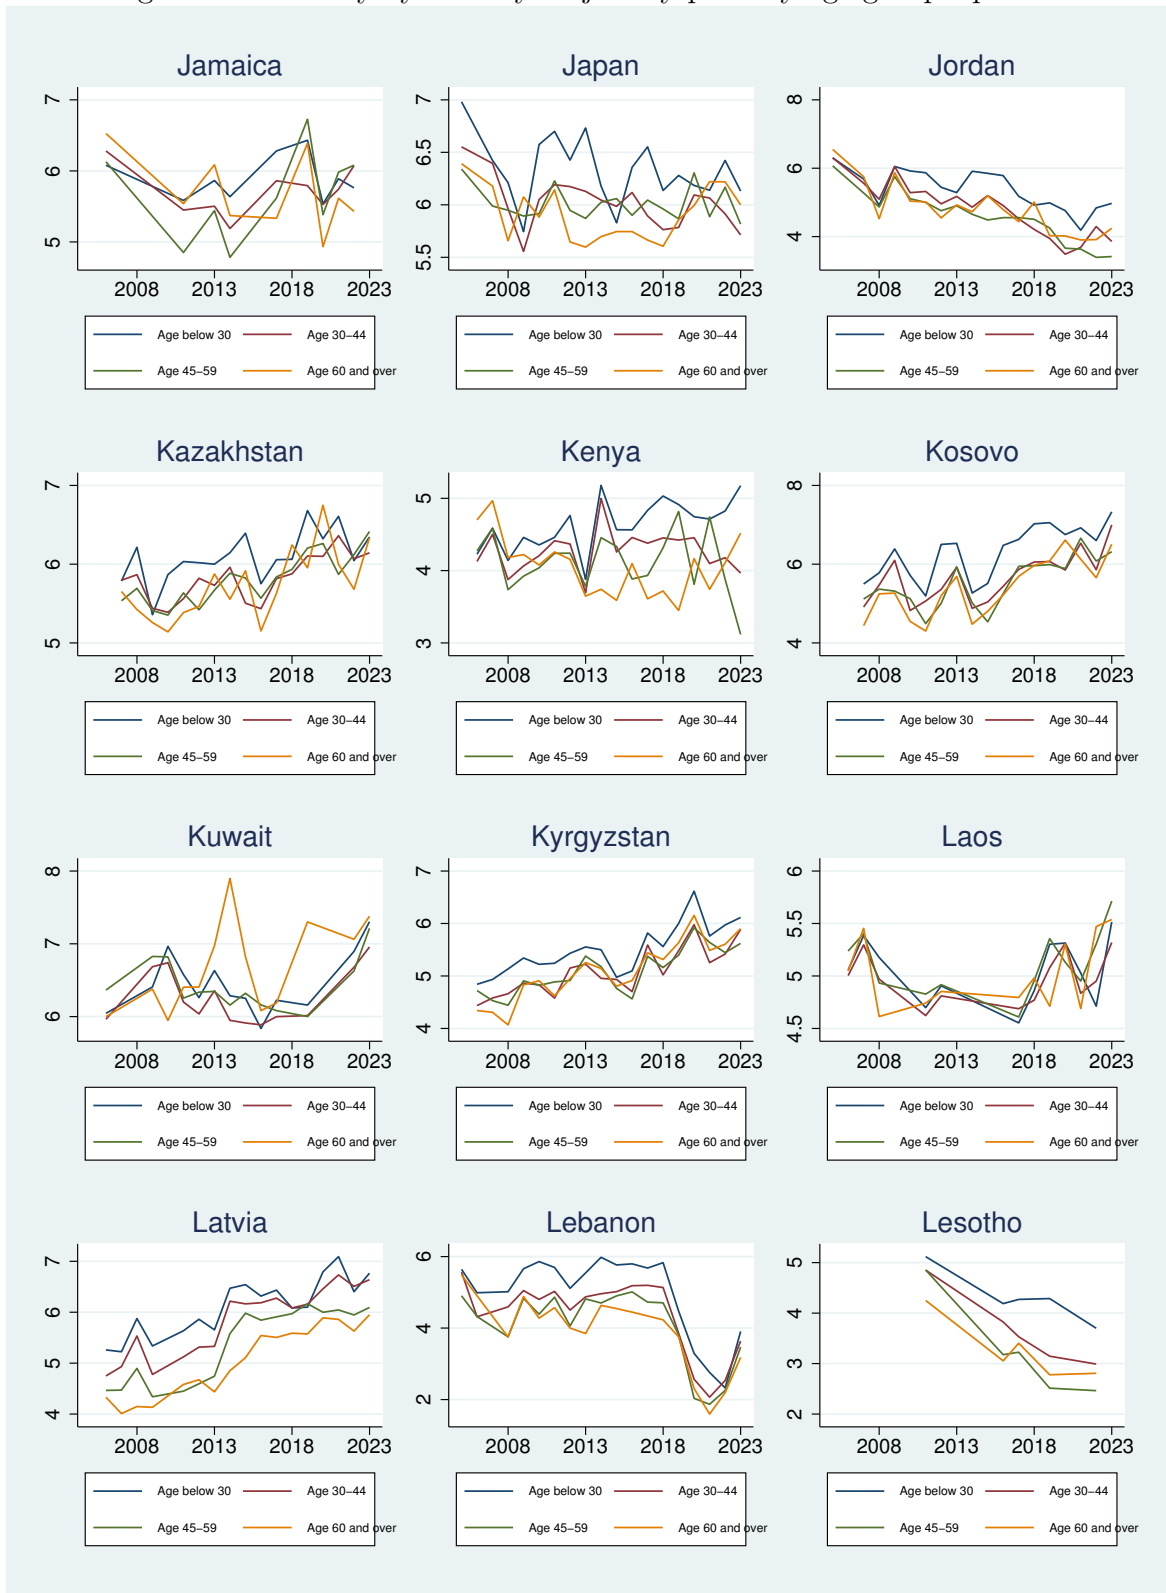 Jamaica Japan Jordan
7 6 5
2008 2013 2018 2023
7 6.5 6 5.5
2008 2013 2018 2023
8 6 4
2008 2013 2018 2023
Age below 30 Age 30–44
Age 45–59 Age 60 and over
Age below 30 Age 30–44
Age 45–59 Age 60 and over
Age below 30 Age 30–44
Age 45–59 Age 60 and over
Kazakhstan Kenya Kosovo
7 6 5
2008 2013 2018 2023
5 4 3
2008 2013 2018 2023
8 6 4
2008 2013 2018 2023
Age below 30 Age 30–44
Age 45–59 Age 60 and over
Age below 30 Age 30–44
Age 45–59 Age 60 and over
Age below 30 Age 30–44
Age 45–59 Age 60 and over
Kuwait Kyrgyzstan Laos
8 7 6
2008 2013 2018 2023
7 6 5 4
2008 2013 2018 2023
6 5.5 5 4.5
2008 2013 2018 2023
Age below 30 Age 30–44
Age 45–59 Age 60 and over
Age below 30 Age 30–44
Age 45–59 Age 60 and over
Age below 30 Age 30–44
Age 45–59 Age 60 and over
Latvia Lebanon Lesotho
7 6 5 4
2008 2013 2018 2023
6 4 2
2008 2013 2018 2023
5 4 3 2
2008 2013 2018 2023
Age below 30 Age 30–44
Age 45–59 Age 60 and over
Age below 30 Age 30–44
Age 45–59 Age 60 and over
Age below 30 Age 30–44
Age 45–59 Age 60 and over